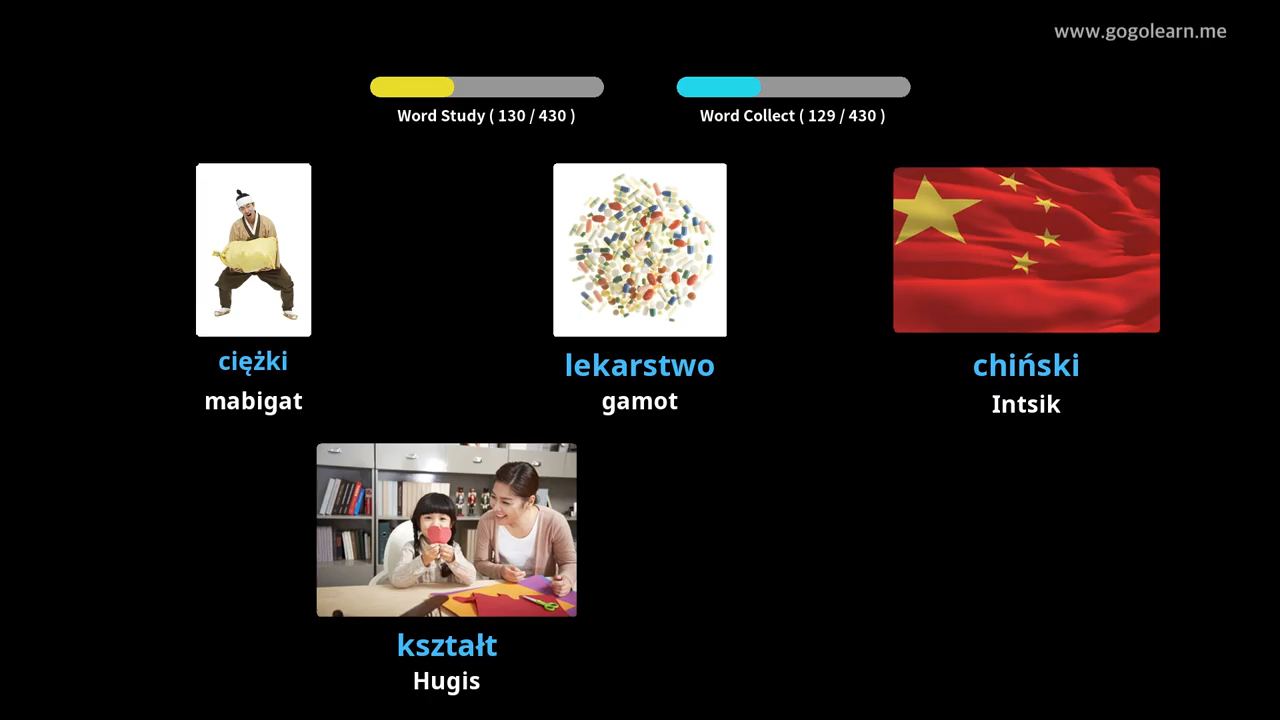 www.gogolearn.me
Word Study ( 130 / 430 )
Word Collect ( 129 / 430 )
ciężki
mabigat
lekarstwo
gamot
chiński
Intsik
kształt
Hugis